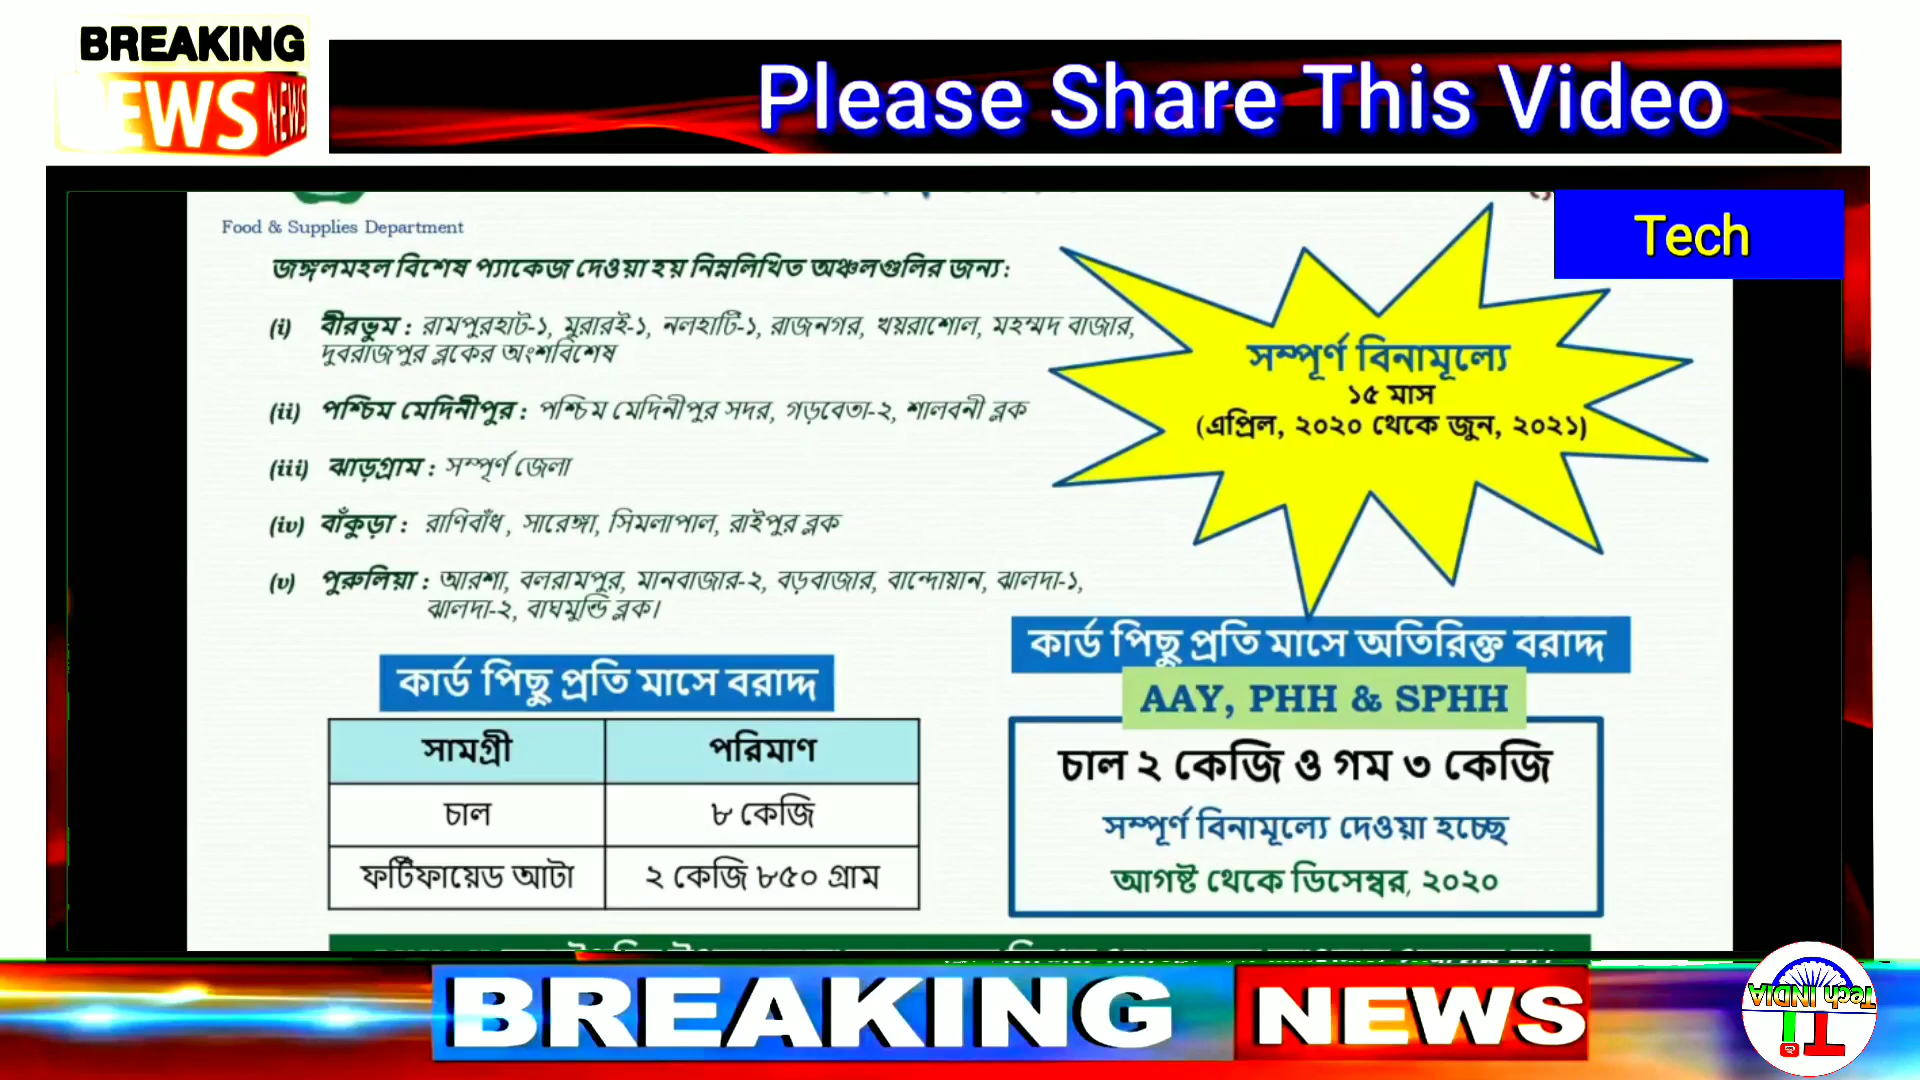 BREAKING
NEWS NEWS
Please Share This Video
Tech
Food & Supplies Department
জঙ্গলমহল বিশেষ প্যাকেজ দেওয়া হয় নিম্নলিখিত অঞ্চলগুলির জন্য:
(i) বীরভুম : রামপুরহাট-১, মুরারই-১, নলহাটি-১, রাজনগর, খয়রাশোল, মহম্মদ বাজার,
দুবরাজপুর ব্লকের অংশবিশেষ
(ii) পশ্চিম মেদিনীপুর : পশ্চিম মেদিনীপুর সদর, গড়বেতা-২, শালবনী ব্লক
(iii) ঝাড়গ্রাম : সম্পূর্ণ জেলা
(iv) বাঁকুড়া : রাণিবাঁধ, সারেঙ্গা, সিমলাপাল, রাইপুর ব্লক
(v) পুরুলিয়া : আরশা, বলরামপুর, মানবাজার-২, বড়বাজার, বান্দোয়ান, ঝালদা-১,
ঝালদা-২, বাঘমুন্ডি ব্লক।
সম্পূর্ণ বিনামূল্যে
১৫ মাস
(এপ্রিল, ২০২০ থেকে জুন, ২০২১)
কার্ড পিছু প্রতি মাসে বরাদ্দ
সামগ্রী পরিমাণ
চাল ৮ কেজি
ফর্টিফায়েড আটা ২ কেজি ৮৫০ গ্রাম
কার্ড পিছু প্রতি মাসে অতিরিক্ত বরাদ্দ
AAY, PHH & SPHH
চাল ২ কেজি ও গম ৩ কেজি
সম্পূর্ণ বিনামূল্যে দেওয়া হচ্ছে
আগষ্ট থেকে ডিসেম্বর, ২০২০
BREAKING NEWS
Tech INDIA